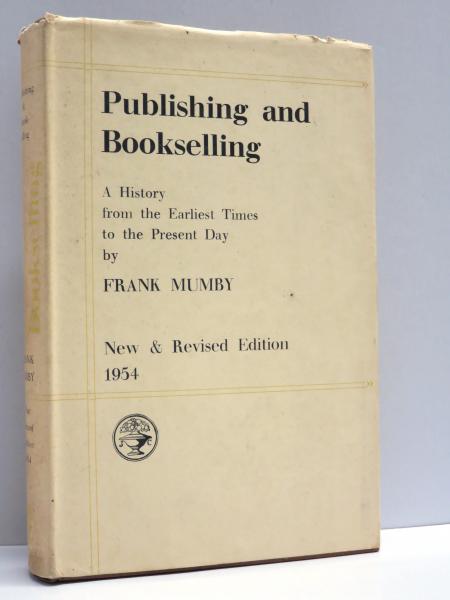 Publishing and
Bookselling
A History
from the Earliest Times
to the Present Day
by
FRANK MUMBY
New & Revised Edition
1954
Bookselling